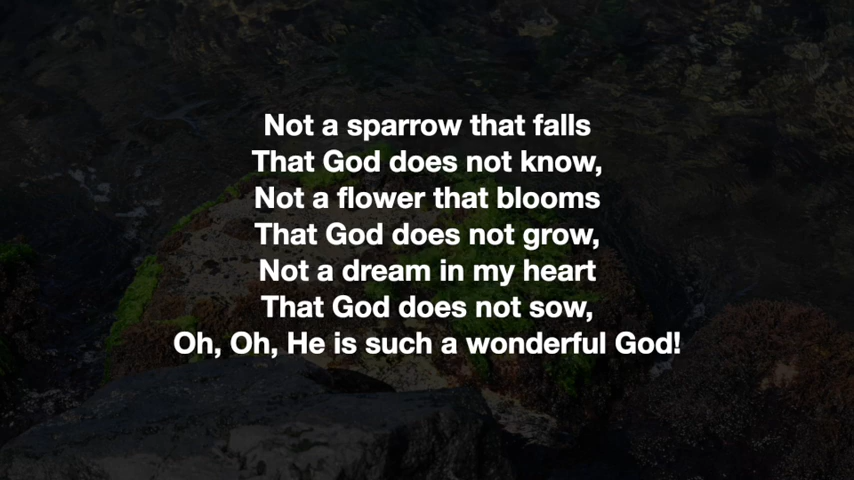 Not a sparrow that falls
That God does not know,
Not a flower that blooms
That God does not grow,
Not a dream in my heart
That God does not sow,
Oh, Oh, He is such a wonderful God!